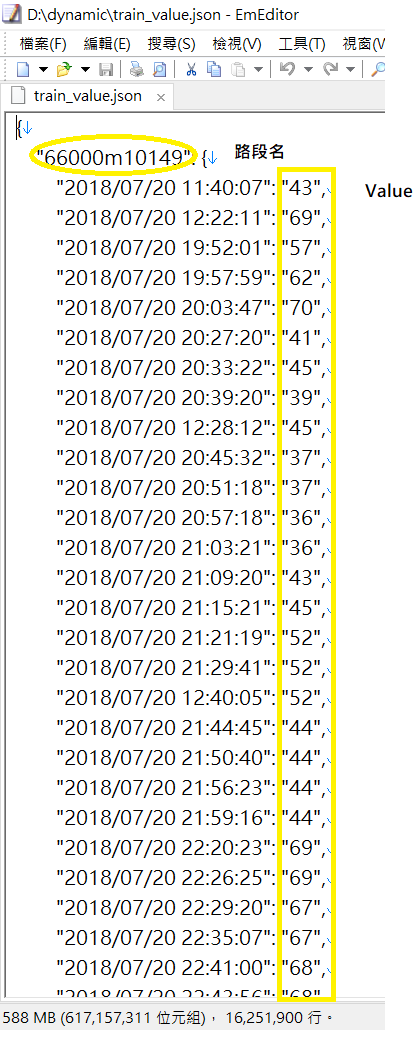 D:\dynamic\train_value.json - EmEditor
檔案(F) 編輯(E) 搜尋(S) 檢視(V) 工具(T) 視窗(W
train_value.json ×
{↓
"66000m10149": {↓ 路段名
"2018/07/20 11:40:07": "43", Value
"2018/07/20 12:22:11": "69",
"2018/07/20 19:52:01": "57",
"2018/07/20 19:57:59": "62",
"2018/07/20 20:03:47": "70",
"2018/07/20 20:27:20": "41",
"2018/07/20 20:33:22": "45",
"2018/07/20 20:39:20": "39",
"2018/07/20 12:28:12": "45",
"2018/07/20 20:45:32": "37",
"2018/07/20 20:51:18": "37",
"2018/07/20 20:57:18": "36",
"2018/07/20 21:03:21": "36",
"2018/07/20 21:09:20": "43",
"2018/07/20 21:15:21": "45",
"2018/07/20 21:21:19": "52",
"2018/07/20 21:29:41": "52",
"2018/07/20 12:40:05": "52",
"2018/07/20 21:44:45": "44",
"2018/07/20 21:50:40": "44",
"2018/07/20 21:56:23": "44",
"2018/07/20 21:59:16": "44",
"2018/07/20 22:20:23": "69",
"2018/07/20 22:26:25": "69",
"2018/07/20 22:29:20": "67",
"2018/07/20 22:35:07": "67",
"2018/07/20 22:41:00": "68",
"2018/07/20 22:43:56": "68",
588 MB (617,157,311 位元組)， 16,251,900 行。